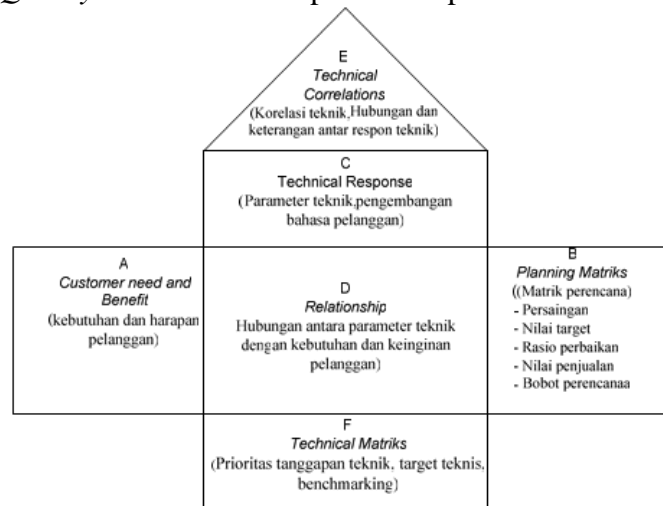 E
Technical
Correlations
(Korelasi teknik,Hubungan dan
keterangan antar respon teknik)
C
Technical Response
(Parameter teknik,pengembangan
bahasa pelanggan)
A
Customer need and
Benefit
(kebutuhan dan harapan
pelanggan)
D
Relationship
Hubungan antara parameter teknik
dengan kebutuhan dan keinginan
pelanggan)
B
Planning Matriks
((Matrik perencana)
- Persaingan
- Nilai target
- Rasio perbaikan
- Nilai penjualan
- Bobot perencanaa
F
Technical Matriks
(Prioritas tanggapan teknik, target teknis,
benchmarking)